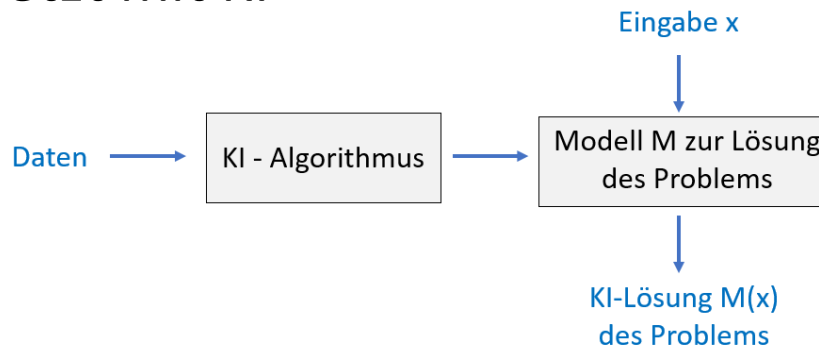 Eingabe x
Daten
KI - Algorithmus
Modell M zur Lösung
des Problems
KI-Lösung M(x)
des Problems